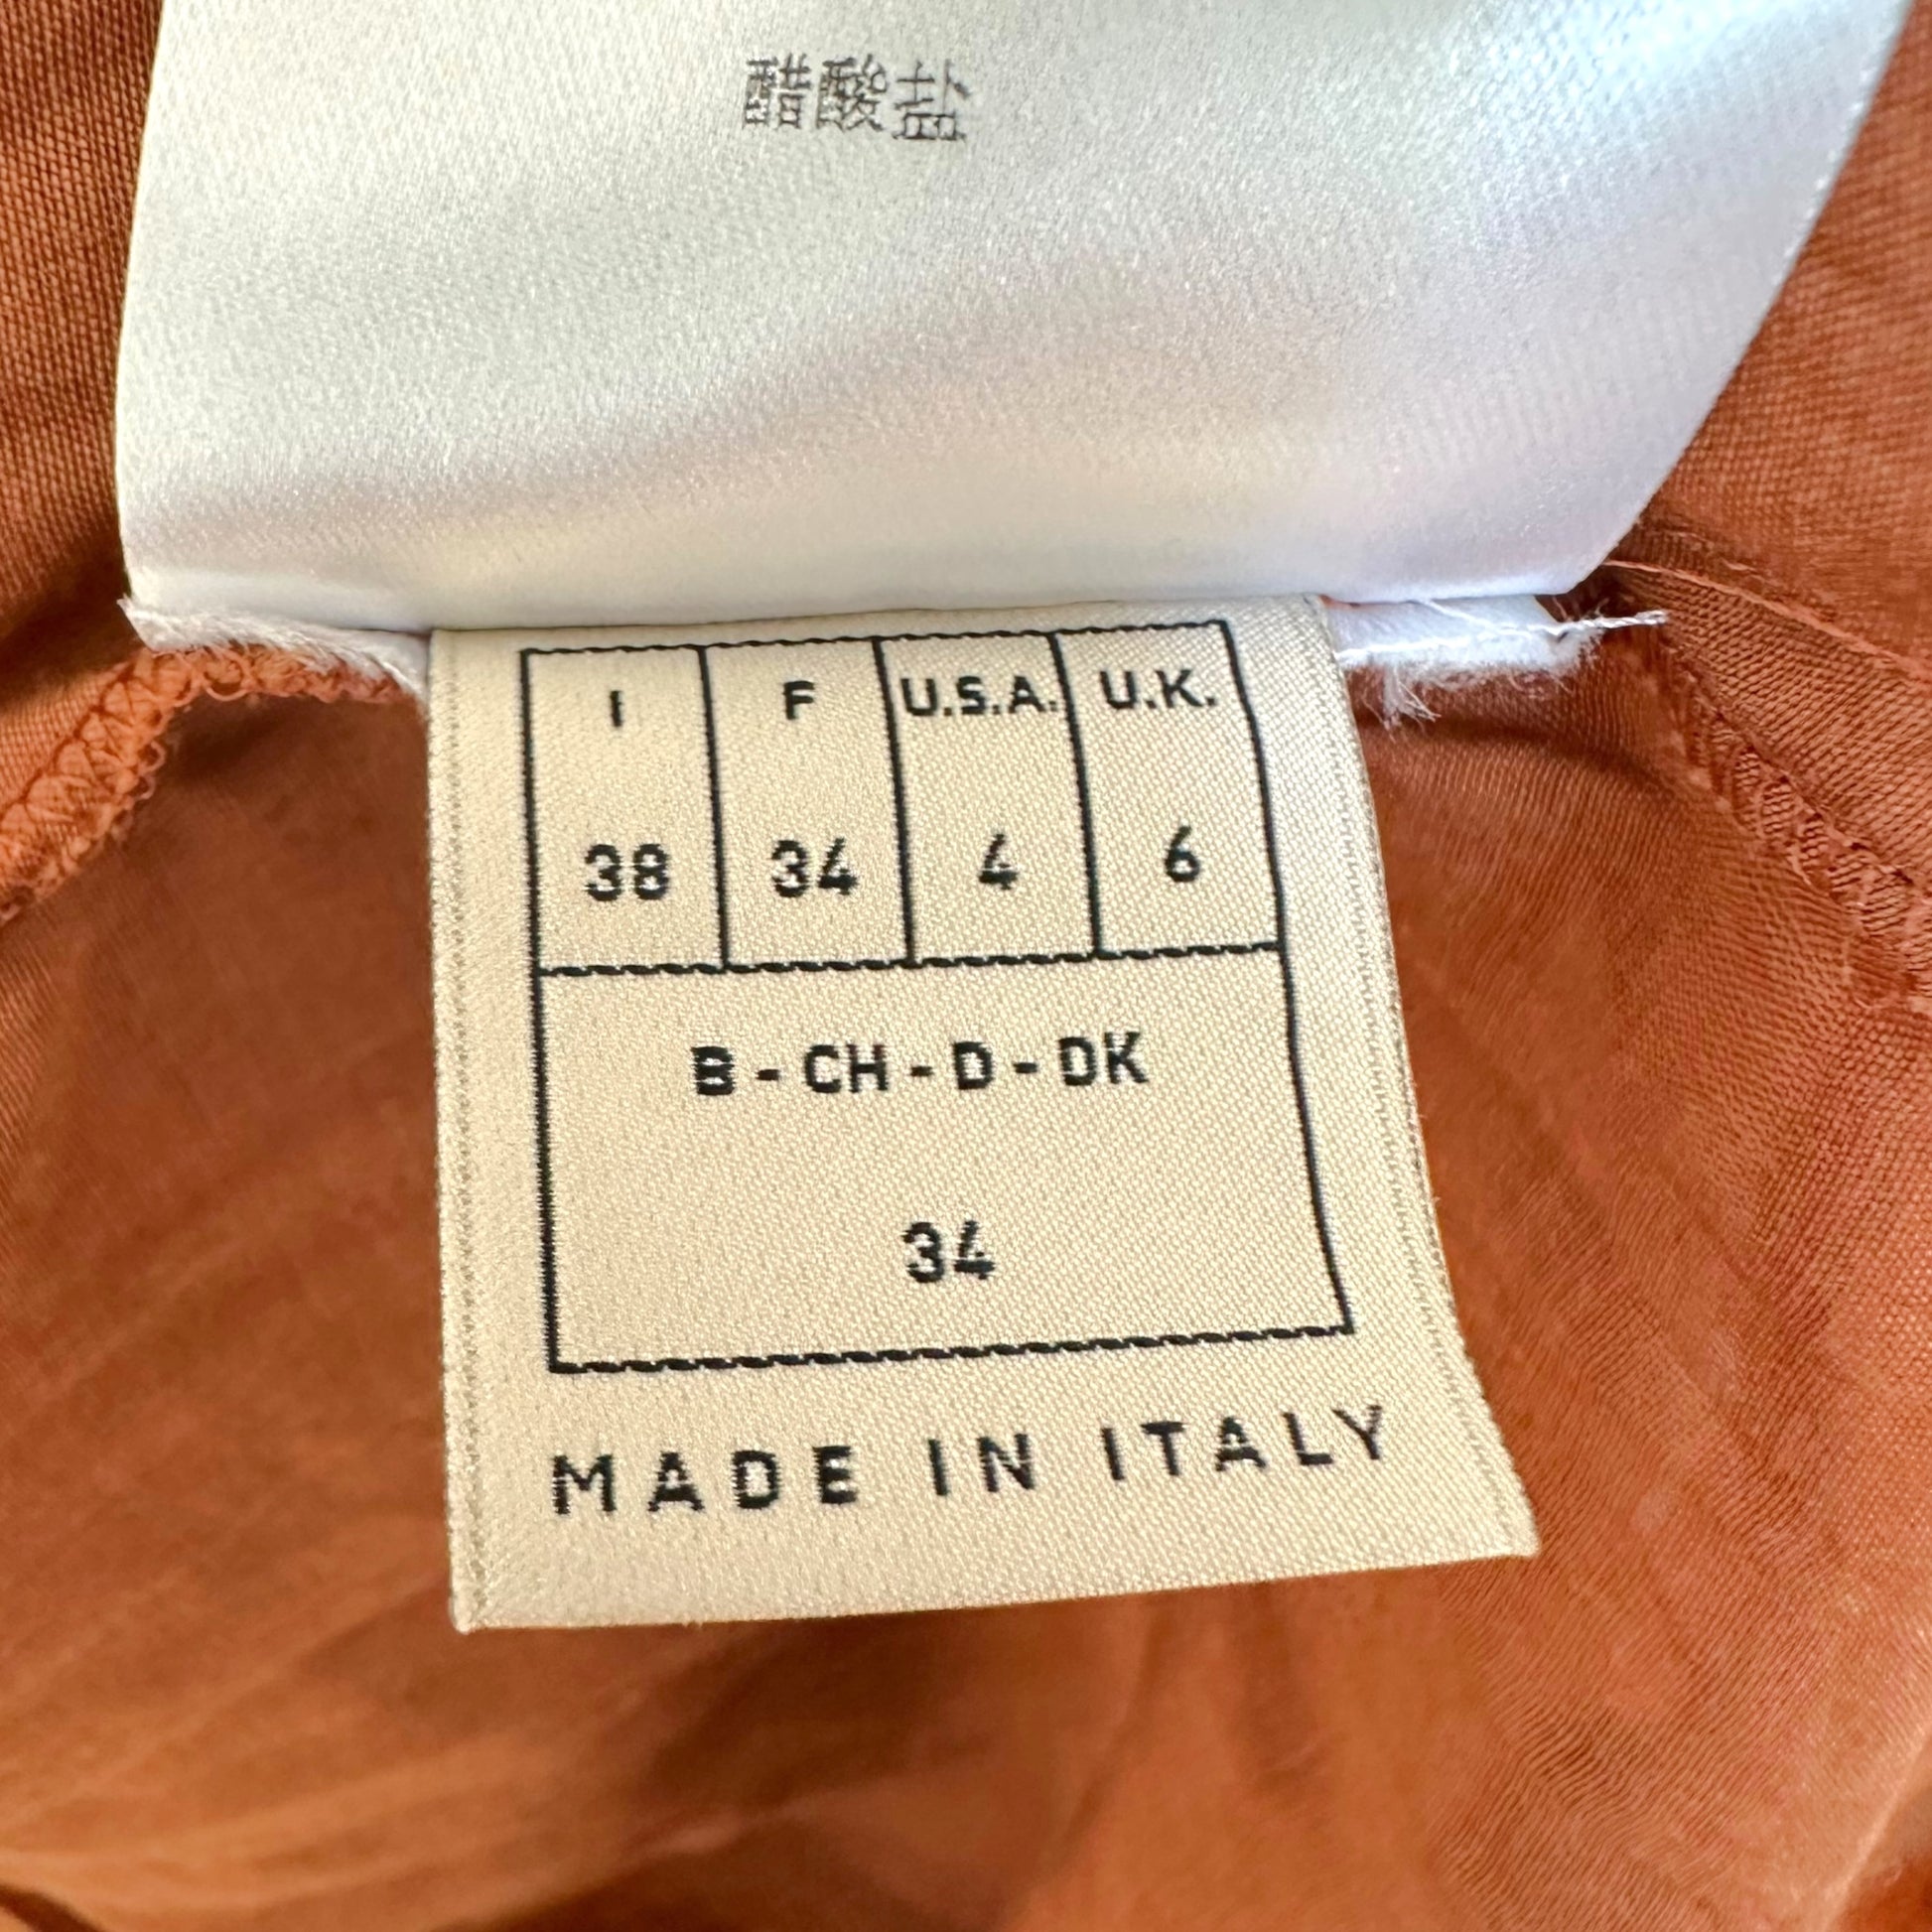 醋酸盐
I F U.S.A. U.K.
38 34 4 6
B - CH - D - DK
34
MADE IN ITALY